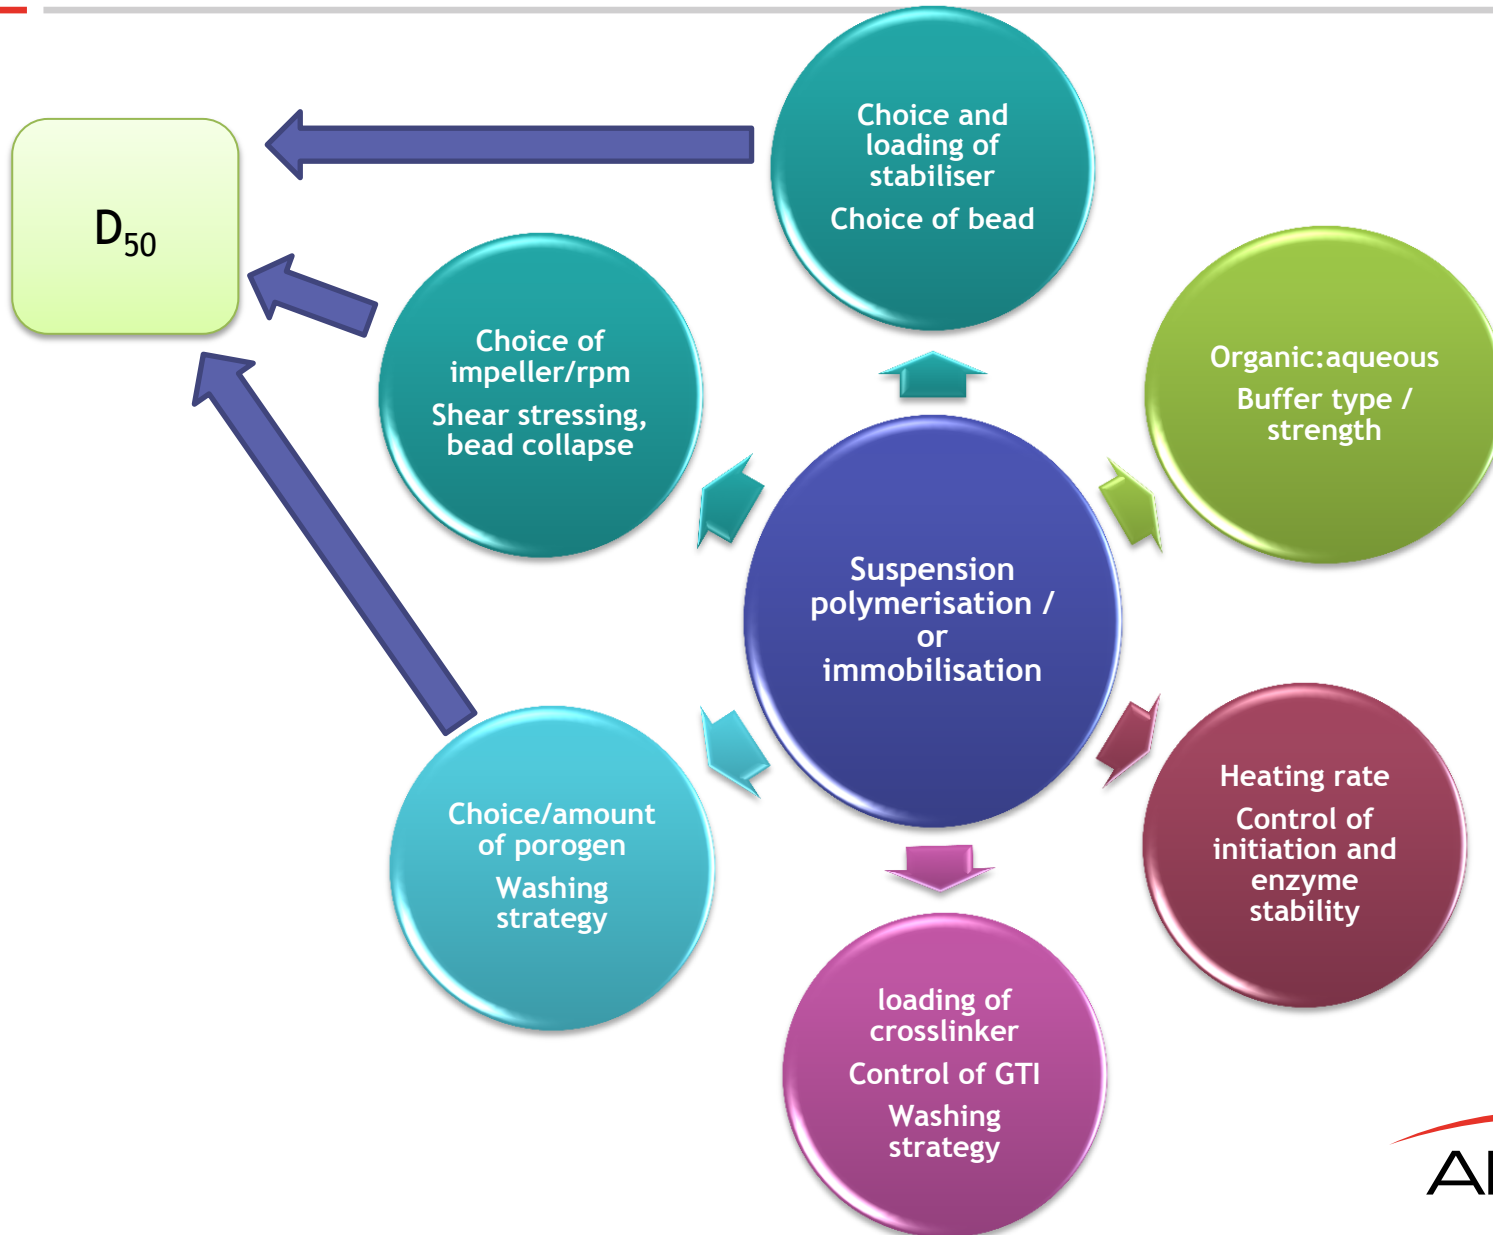 D50
Choice and
loading of
stabiliser
Choice of bead
Choice of
impeller/rpm
Shear stressing,
bead collapse
Organic:aqueous
Buffer type /
strength
Suspension
polymerisation /
or
immobilisation
Choice/amount
of porogen
Washing
strategy
Heating rate
Control of
initiation and
enzyme
stability
loading of
crosslinker
Control of GTI
Washing
strategy